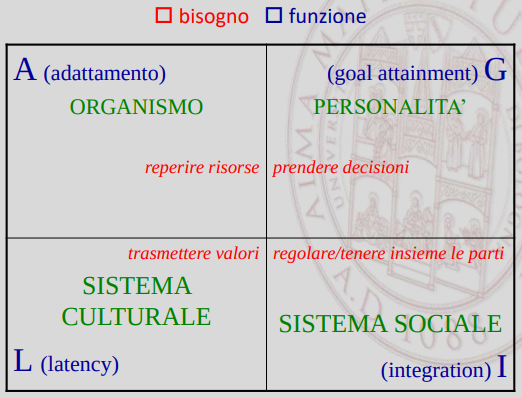 bisogno funzione
A (adattamento)
(goal attainment) G
ORGANISMO
PERSONALITA'
reperire risorse
prendere decisioni
trasmettere valori
regolare/tenere insieme le parti
SISTEMA
CULTURALE
SISTEMA SOCIALE
L (latency)
(integration) I
A.D. 1088